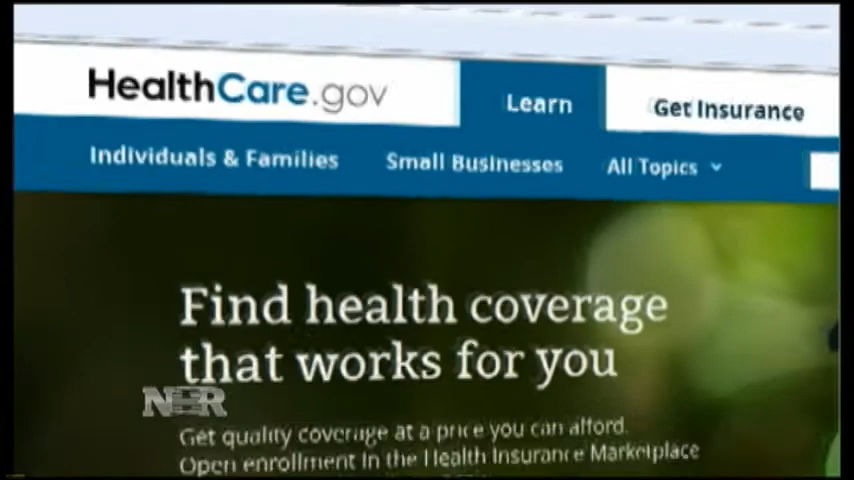 HealthCare.gov
Learn
Get Insurance
Individuals & Families
Small Businesses
All Topics
Find health coverage
that works for you
NBR
Get quality coverage at a price you can afford.
Open enrollment in the Health Insurance Marketplace